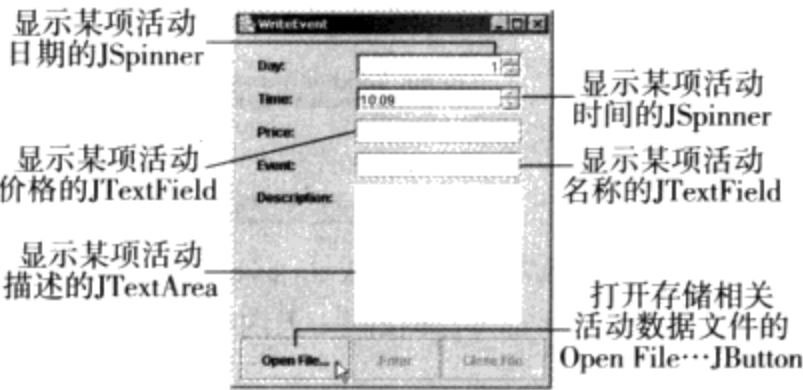 显示某项活动
日期的JSpinner
显示某项活动
价格的JTextField
显示某项活动
描述的JTextArea
WriteEvent
Day:
1
Time:
10:09
Price:
Event:
Description:
Open File...
Enter
Close File
显示某项活动
时间的JSpinner
显示某项活动
名称的JTextField
打开存储相关
活动数据文件的
Open File…JButton